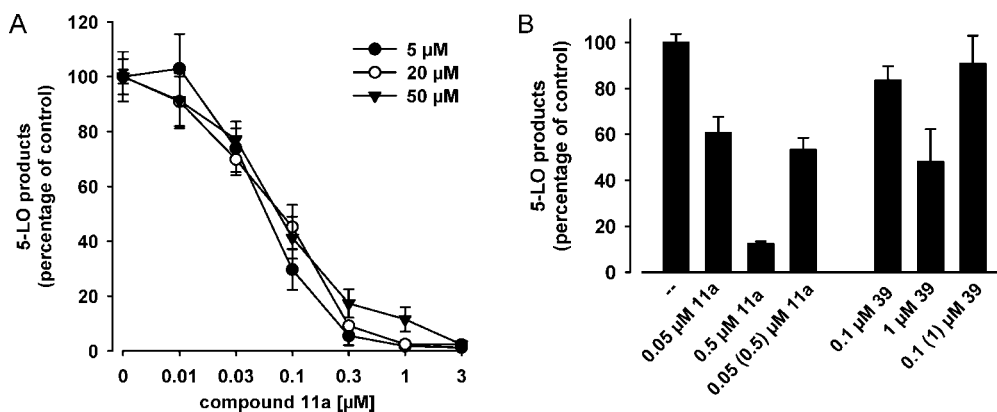 A
5-LO products
(percentage of control)
120
100
80
60
40
20
0
5 µM
20 µM
50 µM
0 0.01 0.03 0.1 0.3 1 3
compound 11a [µM]
B
5-LO products
(percentage of control)
100
80
60
40
20
0
--
0.05 µM 11a
0.5 µM 11a
0.05 (0.5) µM 11a
0.1 µM 39
1 µM 39
0.1 (1) µM 39